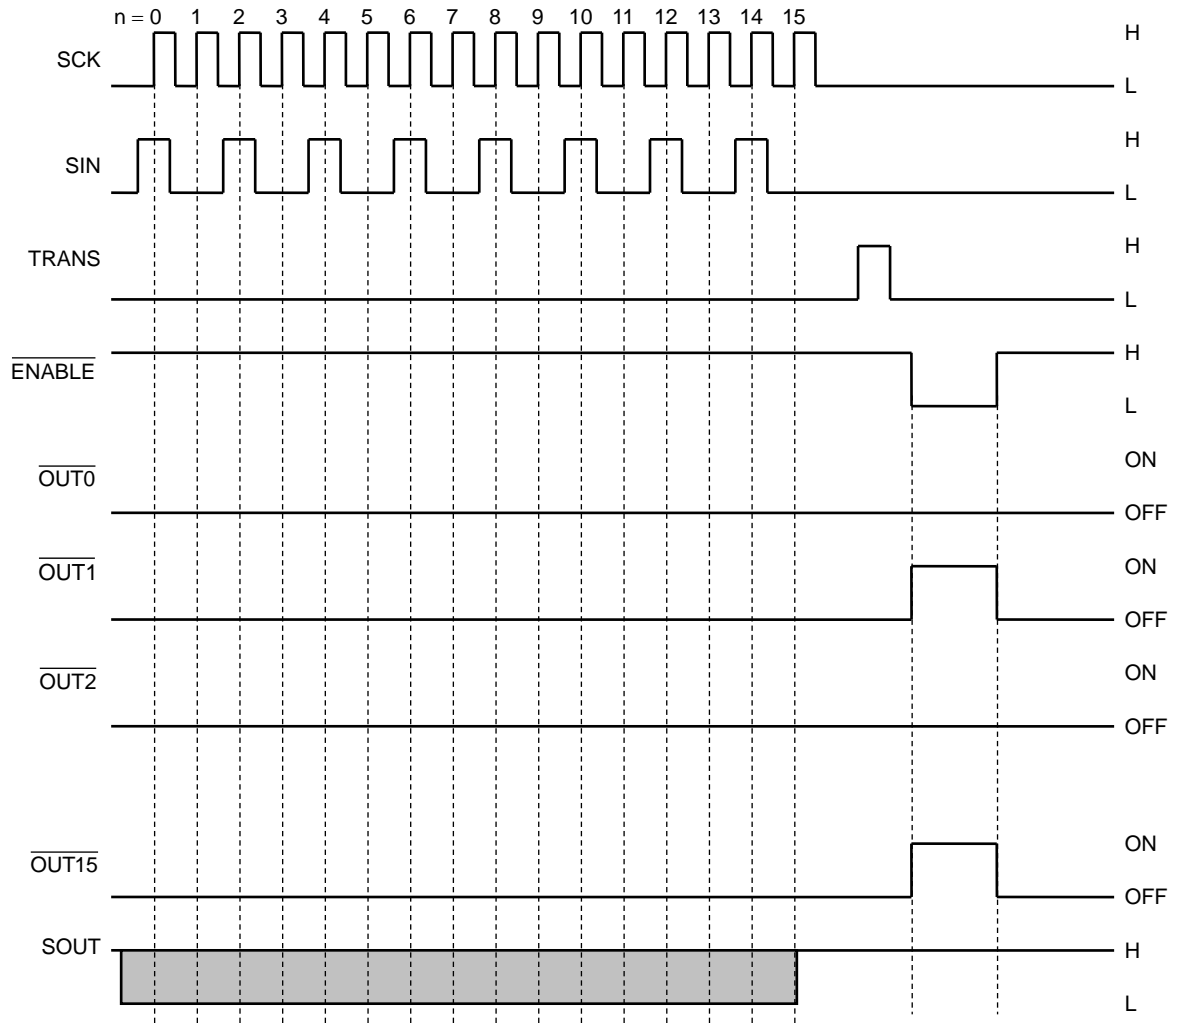 n = 0 1 2 3 4 5 6 7 8 9 10 11 12 13 14 15
H
SCK
L
H
SIN
L
H
TRANS
L
H
ENABLE
L
ON
OUT0
OFF
ON
OUT1
OFF
ON
OUT2
OFF
ON
OUT15
OFF
SOUT
H
L